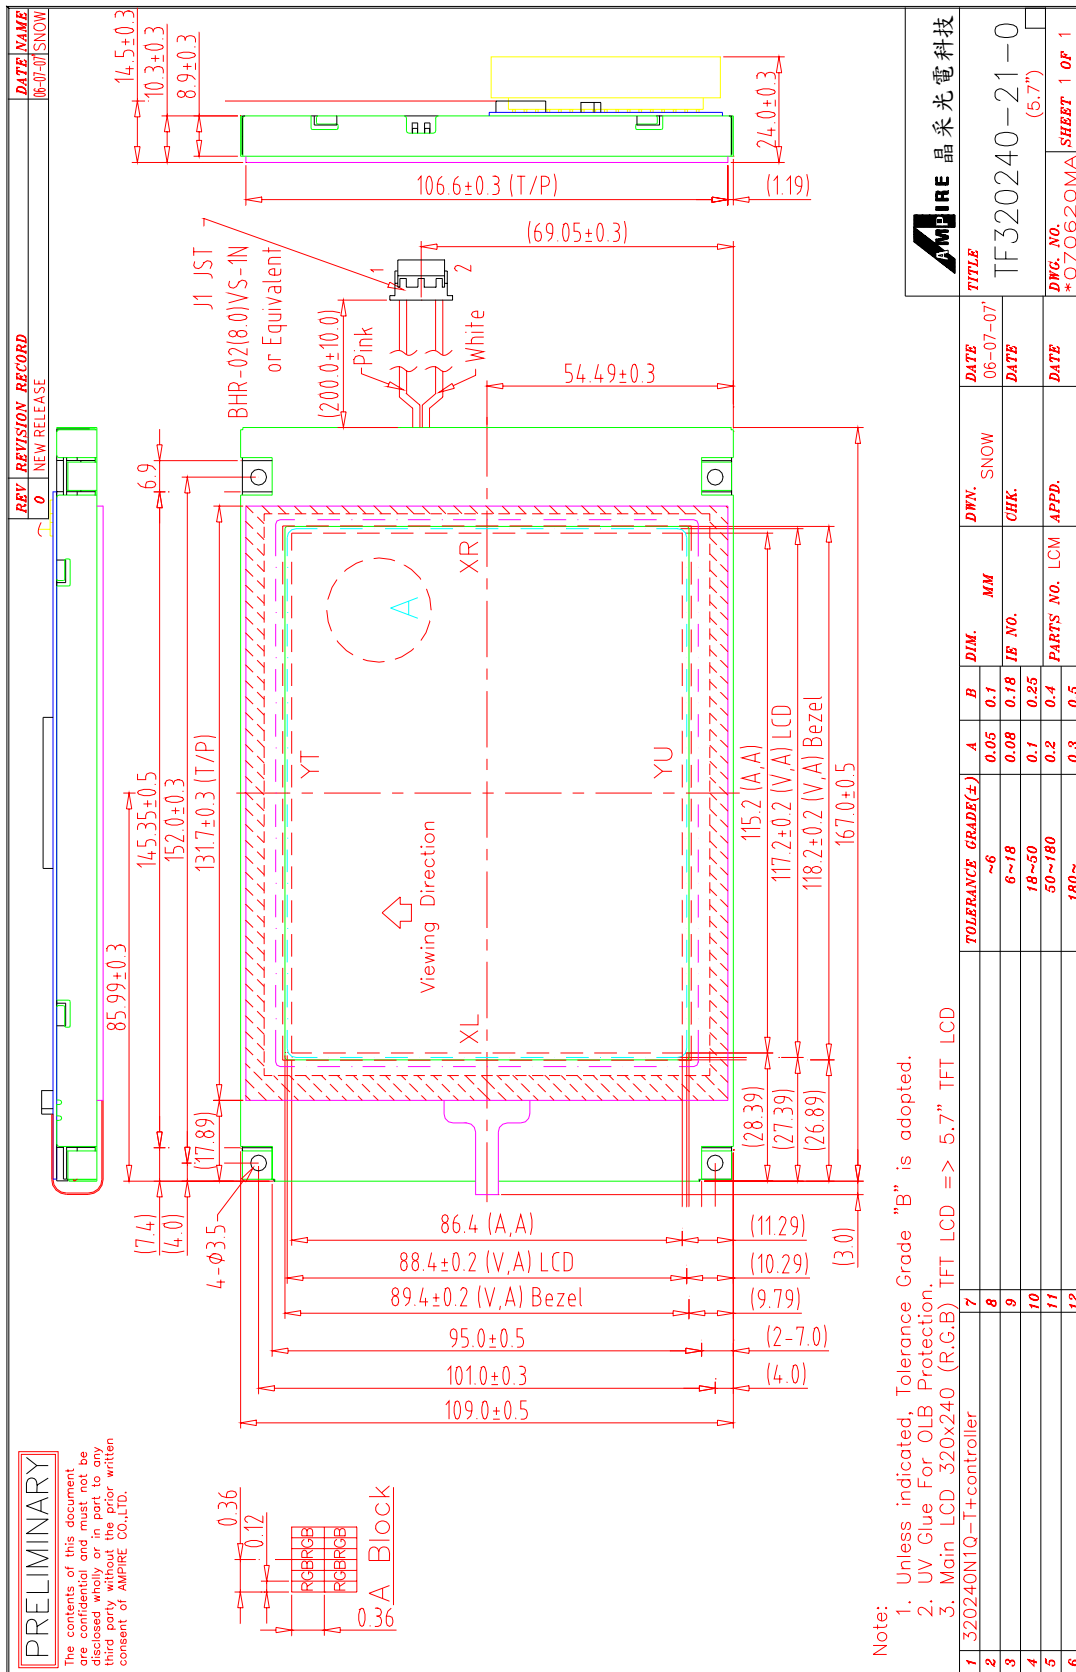 PRELIMINARY
The contents of this document
are confidential and must not be
disclosed wholly or in part to any
third party without the prior written
consent of AMPIRE CO.,LTD.
REV REVISION RECORD DATE NAME
0 NEW RELEASE 06-07-07' SNOW
85.99±0.3
145.35±0.5
6.9
152.0±0.3
131.7±0.3 (T/P)
(7.4)
(4.0)
(17.89)
4-Φ3.5
14.5±0.3
10.3±0.3
8.9±0.3
24.0±0.3
106.6±0.3 (T/P)
(1.19)
J1 JST
BHR-02(8.0)VS-1N
or Equivalent
1
2
(69.05±0.3)
(200.0±10.0)
Pink
White
54.49±0.3
A
XR
YT
YU
XL
Viewing Direction
115.2 (A,A)
117.2±0.2 (V,A) LCD
118.2±0.2 (V,A) Bezel
167.0±0.5
(28.39)
(27.39)
(26.89)
(3.0)
86.4 (A,A)
(11.29)
88.4±0.2 (V,A) LCD
(10.29)
89.4±0.2 (V,A) Bezel
(9.79)
95.0±0.5
(2-7.0)
101.0±0.3
(4.0)
109.0±0.5
0.36
0.12
RGBRGB
RGBRGB
0.36
A Block
Note:
1. Unless indicated, Tolerance Grade "B" is adopted.
2. UV Glue For OLB Protection.
3. Main LCD 320x240 (R.G.B) TFT LCD => 5.7" TFT LCD
1 320240N1Q-T+controller
2
3
4
5
6
7
8
9
10
11
12
TOLERANCE GRADE(±) A B
~6 0.05 0.1
6~18 0.08 0.18
18~50 0.1 0.25
50~180 0.2 0.4
180~ 0.3 0.5
DIM. MM
IE NO.
PARTS NO. LCM
DWN. SNOW
CHK.
APPD.
DATE 06-07-07'
DATE
DATE
AMPIRE 晶采光電科技
TITLE
TF320240-21-0
(5.7")
DWG. NO.
*070620MA
SHEET 1 OF 1